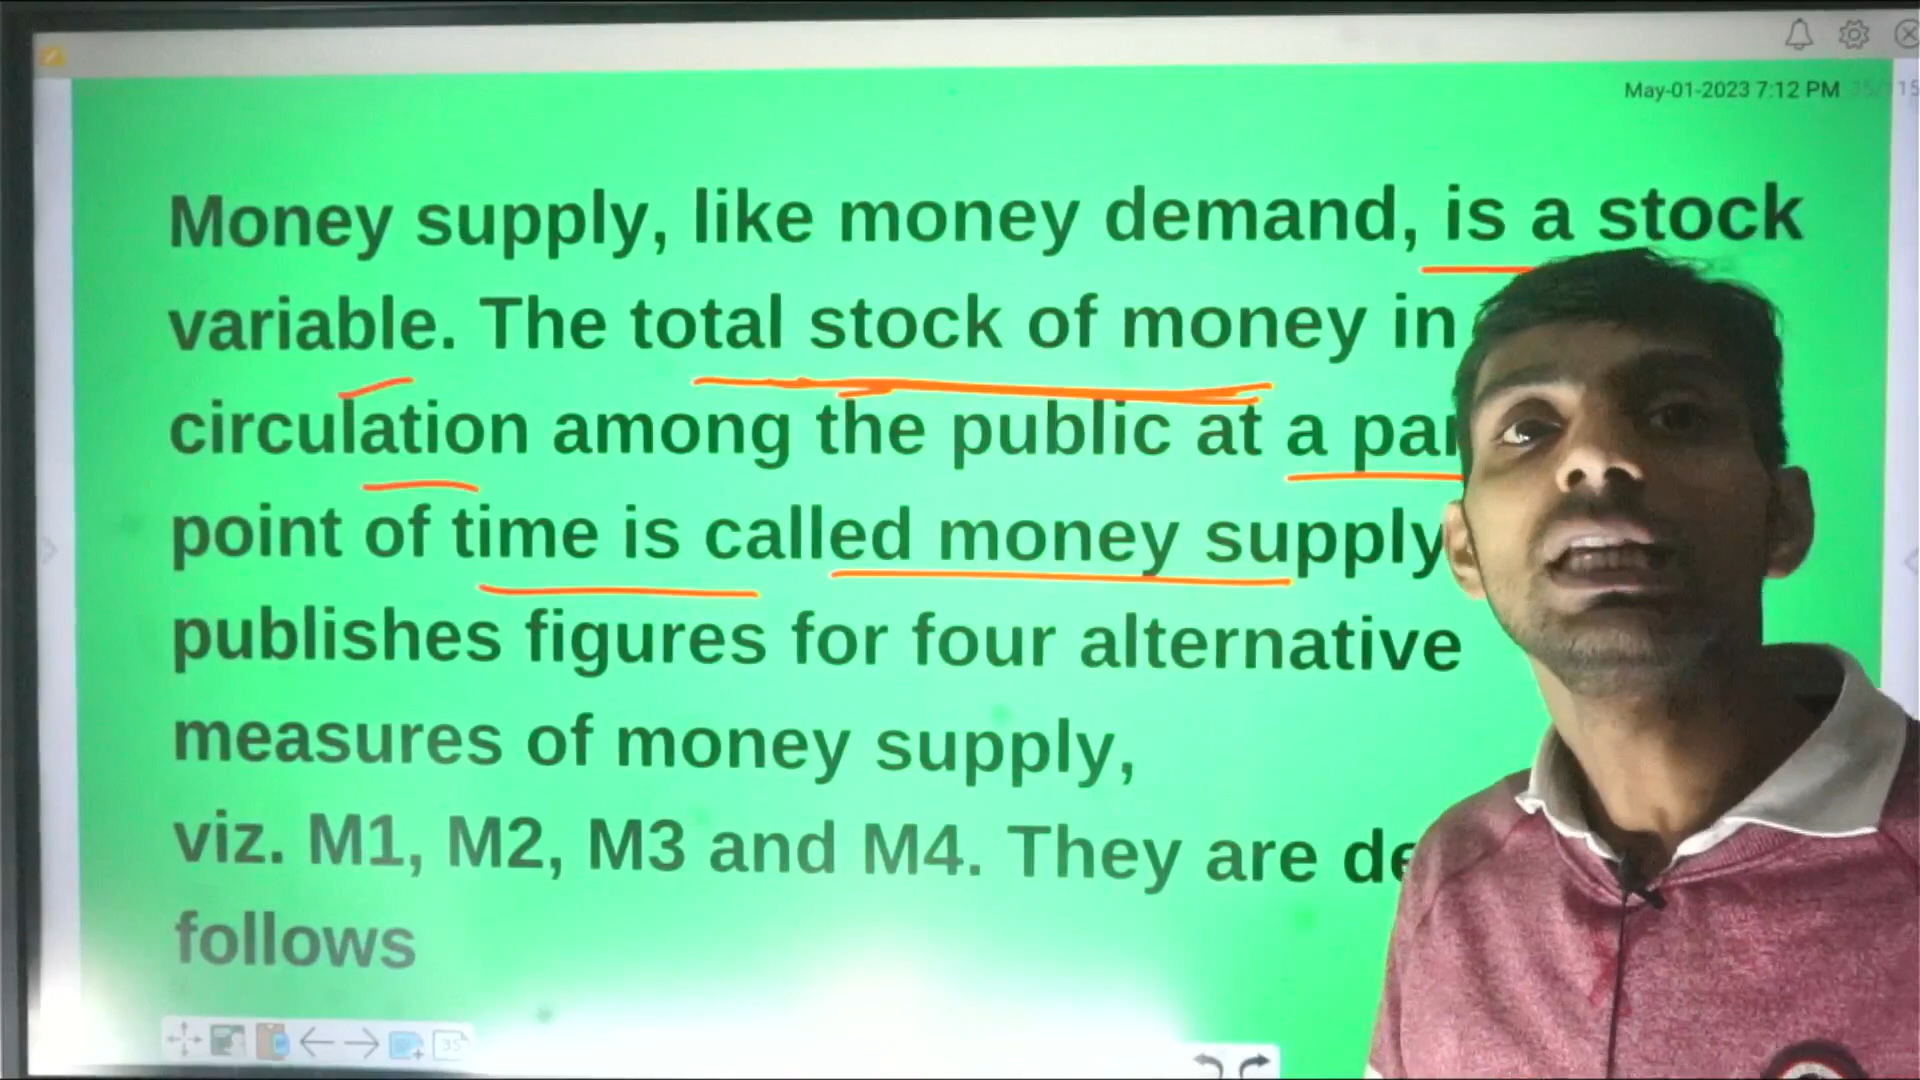 May-01-2023 7:12 PM
Money supply, like money demand, is a stock
variable. The total stock of money in
circulation among the public at a
point of time is called money supply
publishes figures for four alternative
measures of money supply,
viz. M1, M2, M3 and M4. They are
follows
35